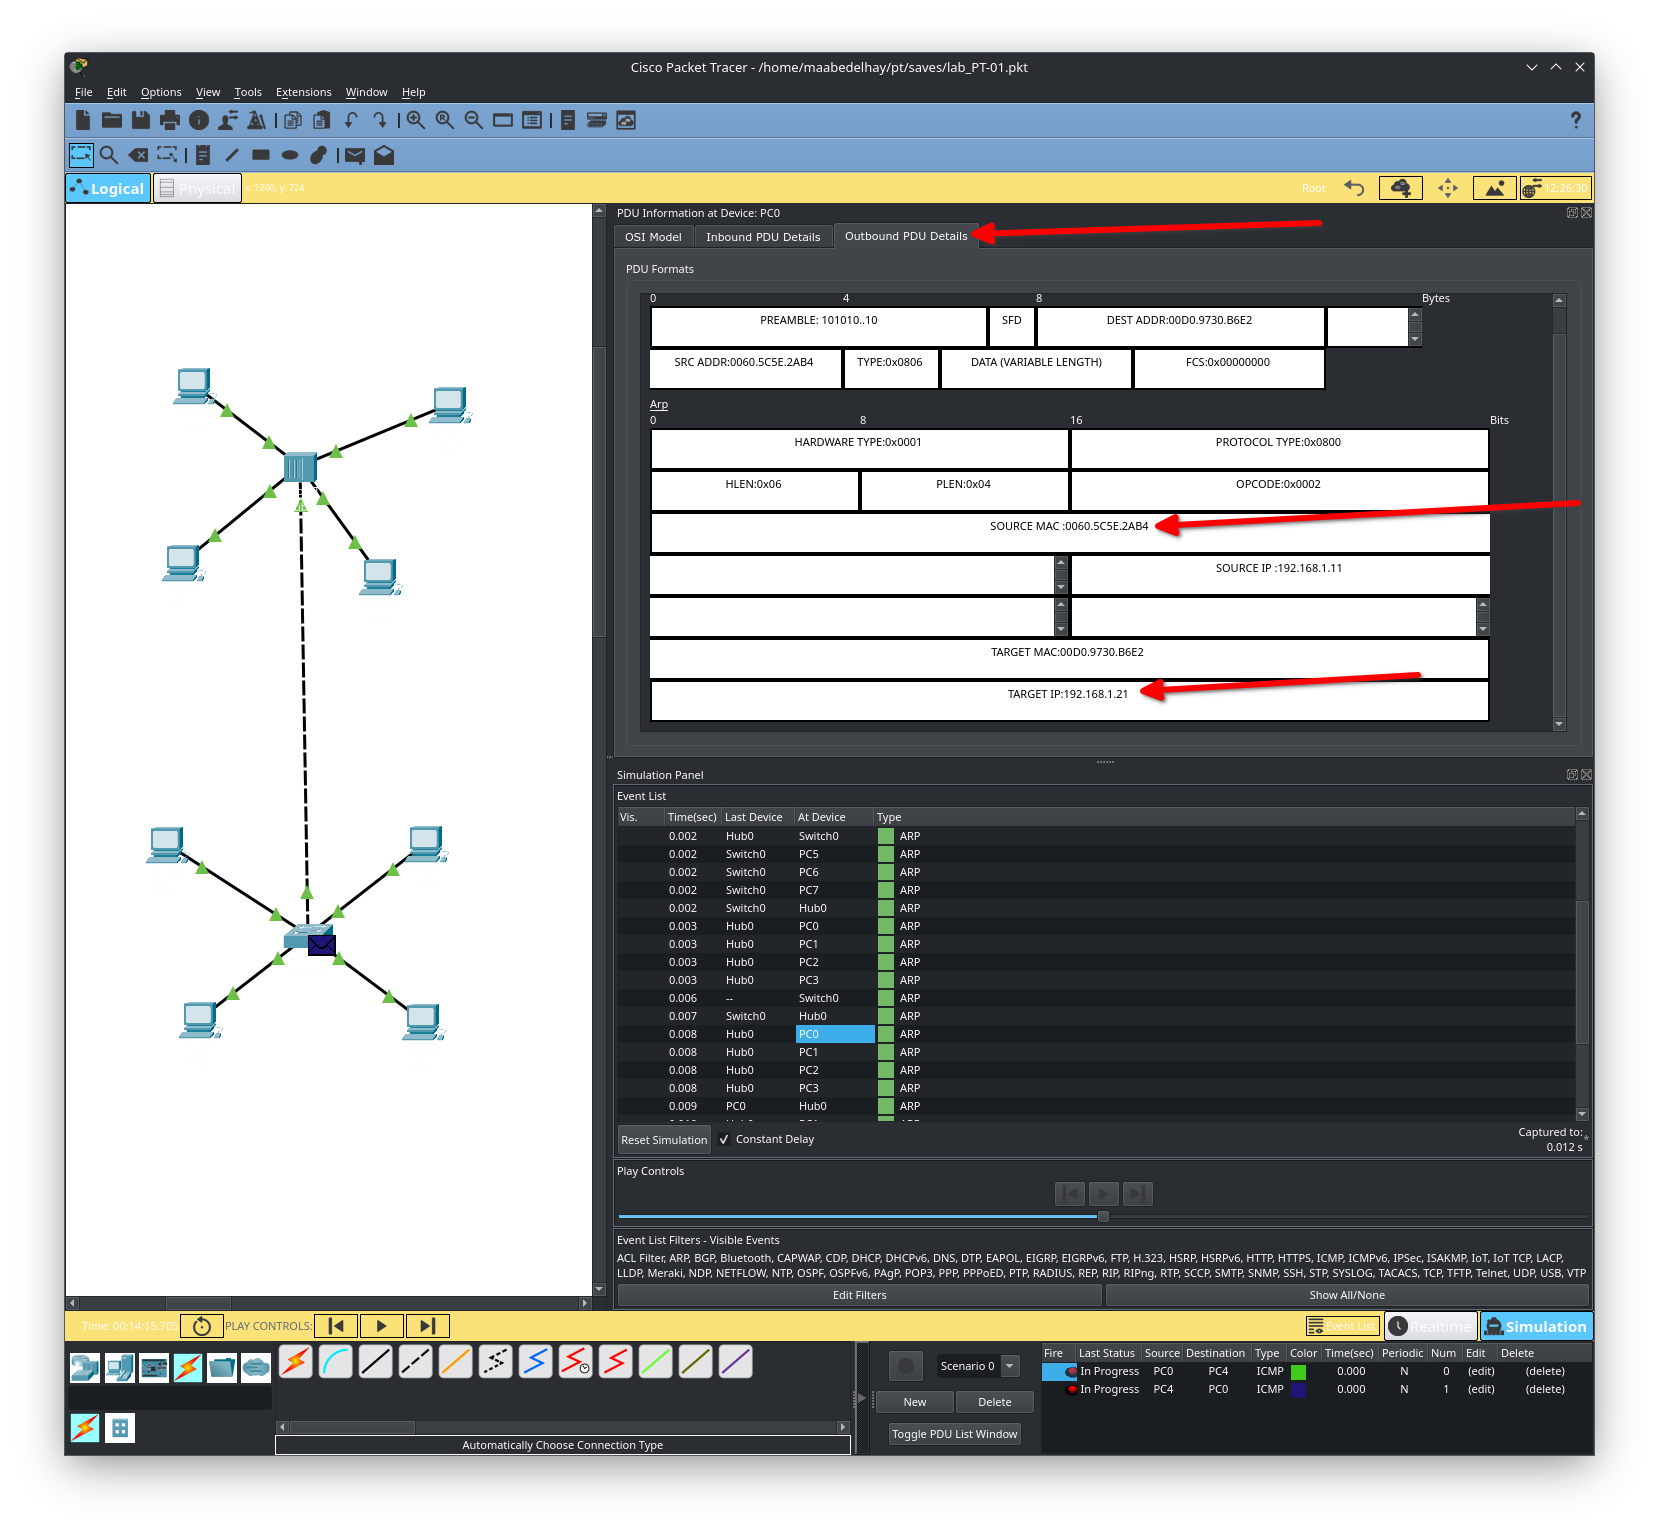 Cisco Packet Tracer - /home/maabedelhay/pt/saves/lab_PT-01.pkt
File Edit Options View Tools Extensions Window Help
Logical Physical x: 1200, y: 724 Root 12:26:30
PDU Information at Device: PC0
OSI Model Inbound PDU Details Outbound PDU Details
PDU Formats
0 4 8 Bytes
PREAMBLE: 101010..10 SFD DEST ADDR:00D0.9730.B6E2
SRC ADDR:0060.5C5E.2AB4 TYPE:0x0806 DATA (VARIABLE LENGTH) FCS:0x00000000
Arp
0 8 16 Bits
HARDWARE TYPE:0x0001 PROTOCOL TYPE:0x0800
HLEN:0x06 PLEN:0x04 OPCODE:0x0002
SOURCE MAC :0060.5C5E.2AB4
SOURCE IP :192.168.1.11
TARGET MAC:00D0.9730.B6E2
TARGET IP:192.168.1.21
Simulation Panel
Event List
Vis. Time(sec) Last Device At Device Type
0.002 Hub0 Switch0 ARP
0.002 Switch0 PC5 ARP
0.002 Switch0 PC6 ARP
0.002 Switch0 PC7 ARP
0.002 Switch0 Hub0 ARP
0.003 Hub0 PC0 ARP
0.003 Hub0 PC1 ARP
0.003 Hub0 PC2 ARP
0.003 Hub0 PC3 ARP
0.006 -- Switch0 ARP
0.007 Switch0 Hub0 ARP
0.008 Hub0 PC0 ARP
0.008 Hub0 PC1 ARP
0.008 Hub0 PC2 ARP
0.008 Hub0 PC3 ARP
0.009 PC0 Hub0 ARP
Reset Simulation Constant Delay Captured to: *
0.012 s
Play Controls
Event List Filters - Visible Events
ACL Filter, ARP, BGP, Bluetooth, CAPWAP, CDP, DHCP, DHCPv6, DNS, DTP, EAPOL, EIGRP, EIGRPv6, FTP, H.323, HSRP, HSRPv6, HTTP, HTTPS, ICMP, ICMPv6, IPSec, ISAKMP, IoT, IoT TCP, LACP,
LLDP, Meraki, NDP, NETFLOW, NTP, OSPF, OSPFv6, PAgP, POP3, PPP, PPPoED, PTP, RADIUS, REP, RIP, RIPng, RTP, SCCP, SMTP, SNMP, SSH, STP, SYSLOG, TACACS, TCP, TFTP, Telnet, UDP, USB, VTP
Edit Filters Show All/None
Time: 00:14:15.705 PLAY CONTROLS: Event List Realtime Simulation
Scenario 0
New Delete
Toggle PDU List Window
Fire Last Status Source Destination Type Color Time(sec) Periodic Num Edit Delete
In Progress PC0 PC4 ICMP 0.000 N 0 (edit) (delete)
In Progress PC4 PC0 ICMP 0.000 N 1 (edit) (delete)
Automatically Choose Connection Type